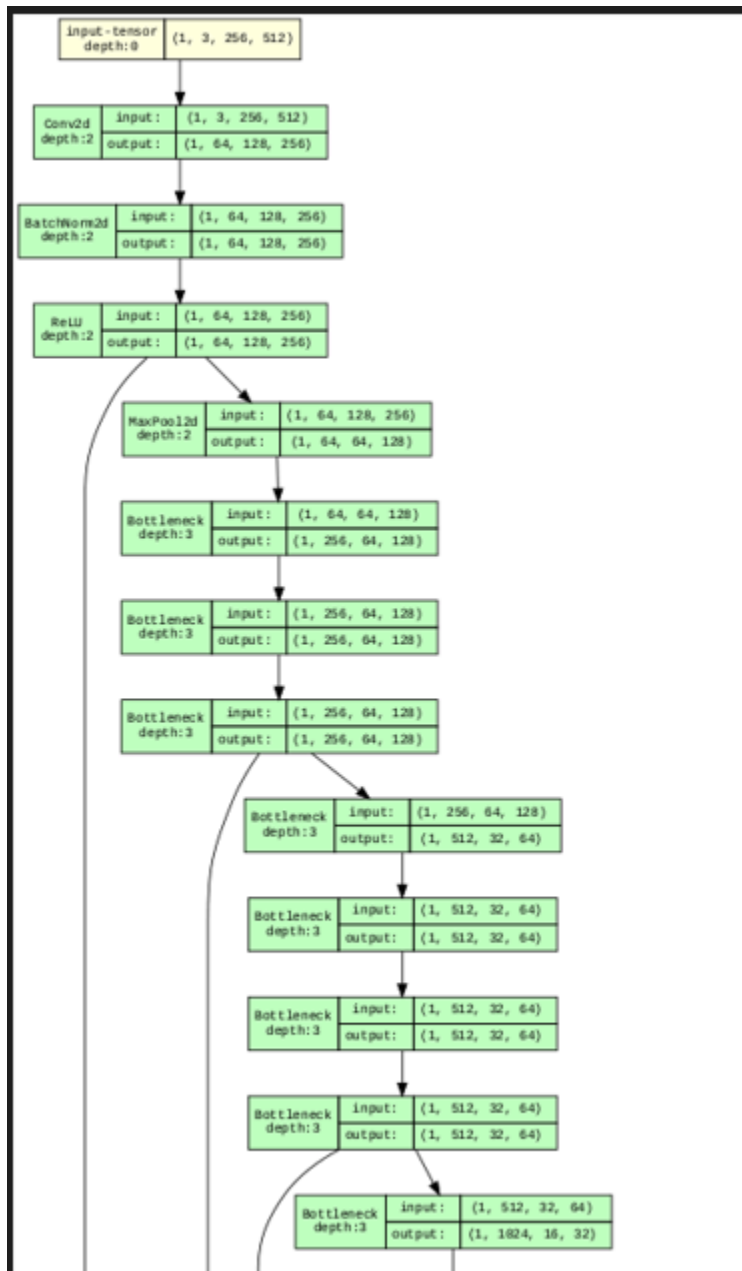 input-tensor
depth:0
(1, 3, 256, 512)
Conv2d
depth:2
input: (1, 3, 256, 512)
output: (1, 64, 128, 256)
BatchNorm2d
depth:2
input: (1, 64, 128, 256)
output: (1, 64, 128, 256)
ReLU
depth:2
input: (1, 64, 128, 256)
output: (1, 64, 128, 256)
MaxPool2d
depth:2
input: (1, 64, 128, 256)
output: (1, 64, 64, 128)
Bottleneck
depth:3
input: (1, 64, 64, 128)
output: (1, 256, 64, 128)
Bottleneck
depth:3
input: (1, 256, 64, 128)
output: (1, 256, 64, 128)
Bottleneck
depth:3
input: (1, 256, 64, 128)
output: (1, 256, 64, 128)
Bottleneck
depth:3
input: (1, 256, 64, 128)
output: (1, 512, 32, 64)
Bottleneck
depth:3
input: (1, 512, 32, 64)
output: (1, 512, 32, 64)
Bottleneck
depth:3
input: (1, 512, 32, 64)
output: (1, 512, 32, 64)
Bottleneck
depth:3
input: (1, 512, 32, 64)
output: (1, 512, 32, 64)
Bottleneck
depth:3
input: (1, 512, 32, 64)
output: (1, 1024, 16, 32)